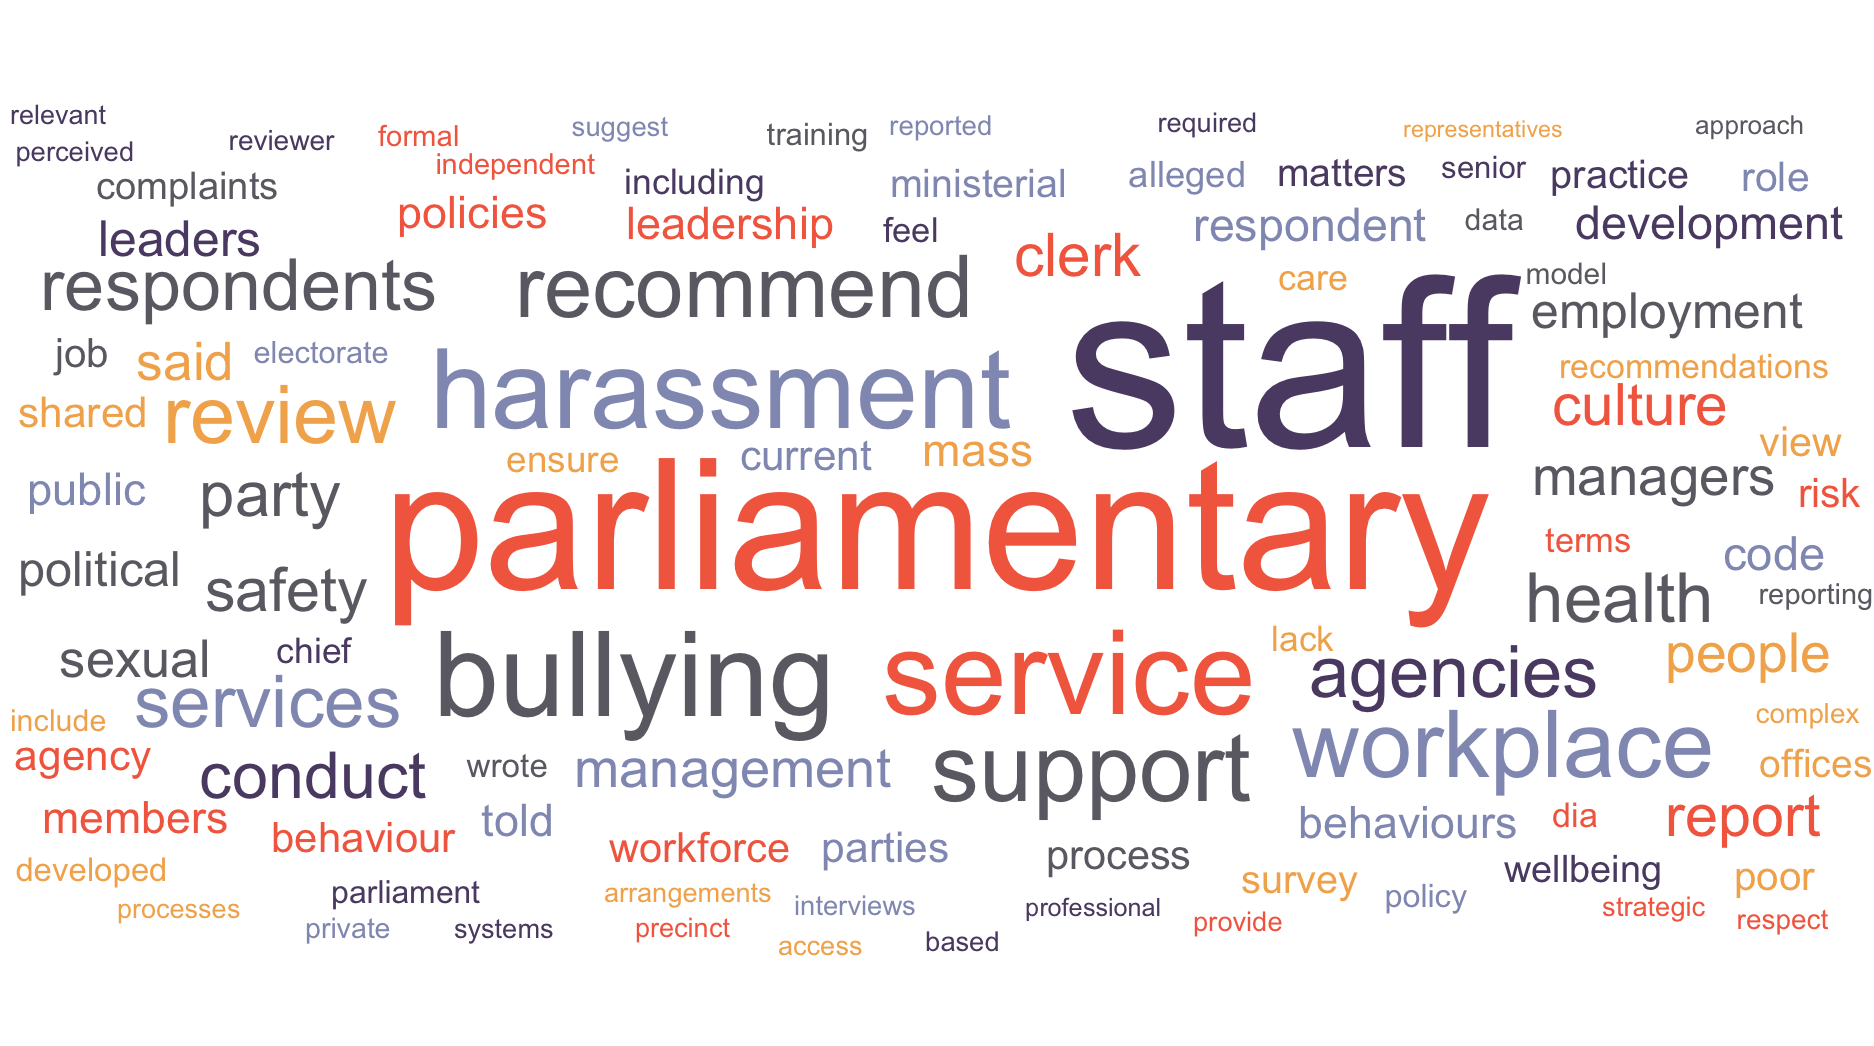 relevant
perceived
reviewer
formal
suggest
training
reported
required
representatives
approach
independent
complaints
including
ministerial
alleged
matters
senior
practice
role
policies
leadership
feel
respondent
data
development
leaders
clerk
respondents
recommend
care
model
employment
staff
job
said
electorate
harassment
recommendations
shared
review
culture
ensure
current
mass
view
public
party
parliamentary
managers
risk
political
safety
terms
code
health
reporting
sexual
chief
bullying
service
lack
agencies
people
services
include
workplace
complex
agency
conduct
wrote
management
support
offices
members
behaviour
told
behaviours
dia
report
workforce
parties
process
developed
parliament
arrangements
survey
policy
wellbeing
poor
processes
private
systems
precinct
interviews
professional
provide
strategic
respect
access
based